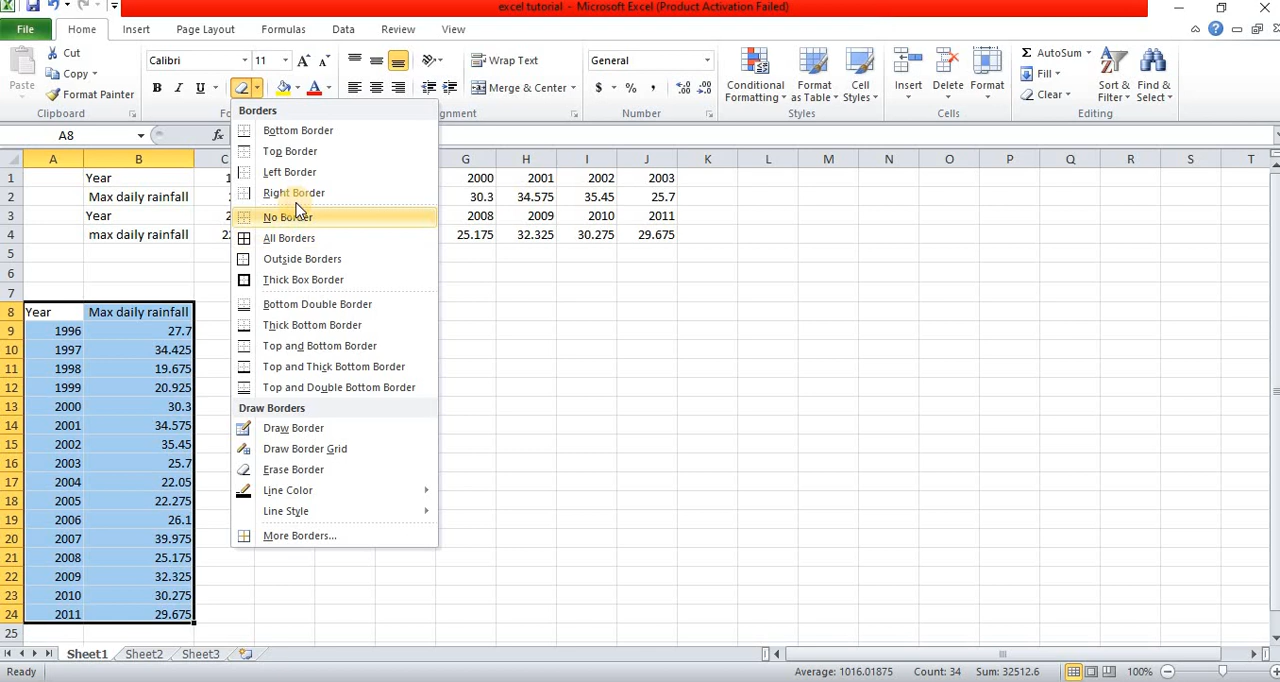 excel tutorial - Microsoft Excel (Product Activation Failed)
File Home Insert Page Layout Formulas Data Review View
Cut
Copy
Format Painter
Paste
Clipboard
Calibri 11
B I U A
Wrap Text
Merge & Center
General
$ % ,
Number
Conditional Formatting
Format as Table
Cell Styles
Styles
Insert Delete Format
Cells
AutoSum
Fill
Clear
Sort & Filter
Find & Select
Editing
A8 fx
A B C G H I J K L M N O P Q R S T
1 Year 2000 2001 2002 2003
2 Max daily rainfall 30.3 34.575 35.45 25.7
3 Year 2008 2009 2010 2011
4 max daily rainfall 25.175 32.325 30.275 29.675
5
6
7
8 Year Max daily rainfall
9 1996 27.7
10 1997 34.425
11 1998 19.675
12 1999 20.925
13 2000 30.3
14 2001 34.575
15 2002 35.45
16 2003 25.7
17 2004 22.05
18 2005 22.275
19 2006 26.1
20 2007 39.975
21 2008 25.175
22 2009 32.325
23 2010 30.275
24 2011 29.675
25
Borders
Bottom Border
Top Border
Left Border
Right Border
No Border
All Borders
Outside Borders
Thick Box Border
Bottom Double Border
Thick Bottom Border
Top and Bottom Border
Top and Thick Bottom Border
Top and Double Bottom Border
Draw Borders
Draw Border
Draw Border Grid
Erase Border
Line Color
Line Style
More Borders...
Sheet1 Sheet2 Sheet3
Ready Average: 1016.01875 Count: 34 Sum: 32512.6 100%